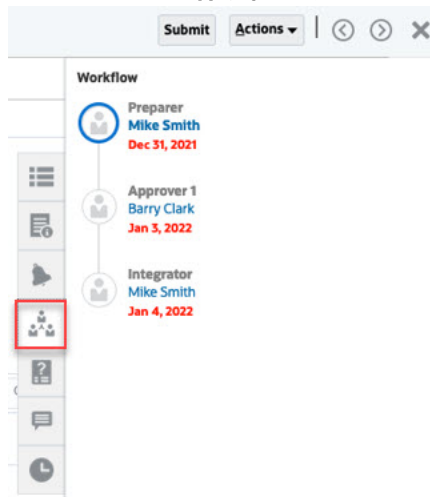 Submit Actions
Workflow
Preparer
Mike Smith
Dec 31, 2021
Approver 1
Barry Clark
Jan 3, 2022
Integrator
Mike Smith
Jan 4, 2022